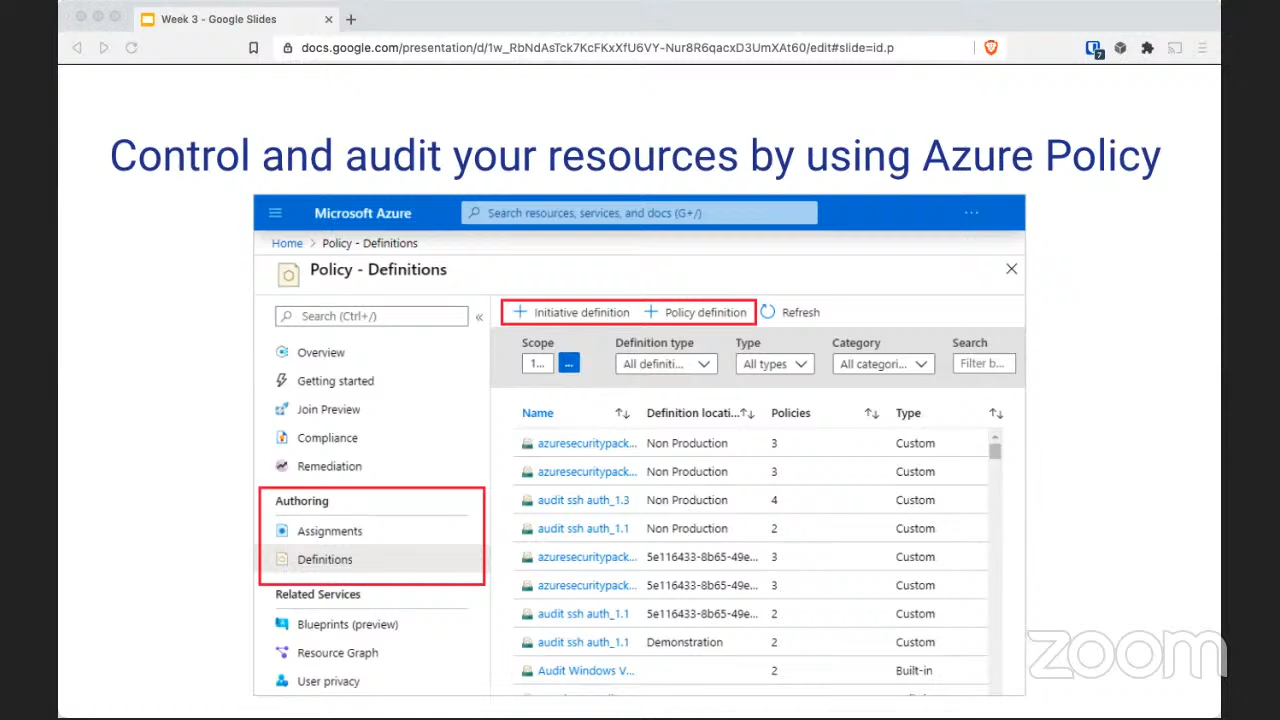 Week 3 - Google Slides
docs.google.com/presentation/d/1w_RbNdAsTck7KcFKxXfU6VY-Nur8R6qacxD3UmXAt60/edit#slide=id.p
7
Control and audit your resources by using Azure Policy
Microsoft Azure
Search resources, services, and docs (G+/)
Home > Policy - Definitions
Policy - Definitions
Search (Ctrl+/)
Overview
Getting started
Join Preview
Compliance
Remediation
Authoring
Assignments
Definitions
Related Services
Blueprints (preview)
Resource Graph
User privacy
+ Initiative definition + Policy definition Refresh
Scope Definition type Type Category Search
1... ... All definiti... All types All categori... Filter b...
Name Definition locati... Policies Type
azuresecuritypack... Non Production 3 Custom
azuresecuritypack... Non Production 3 Custom
audit ssh auth_1.3 Non Production 4 Custom
audit ssh auth_1.1 Non Production 2 Custom
azuresecuritypack... 5e116433-8b65-49e... 3 Custom
azuresecuritypack... 5e116433-8b65-49e... 3 Custom
audit ssh auth_1.1 5e116433-8b65-49e... 2 Custom
audit ssh auth_1.1 Demonstration 2 Custom
Audit Windows V... 2 Built-in
zoom